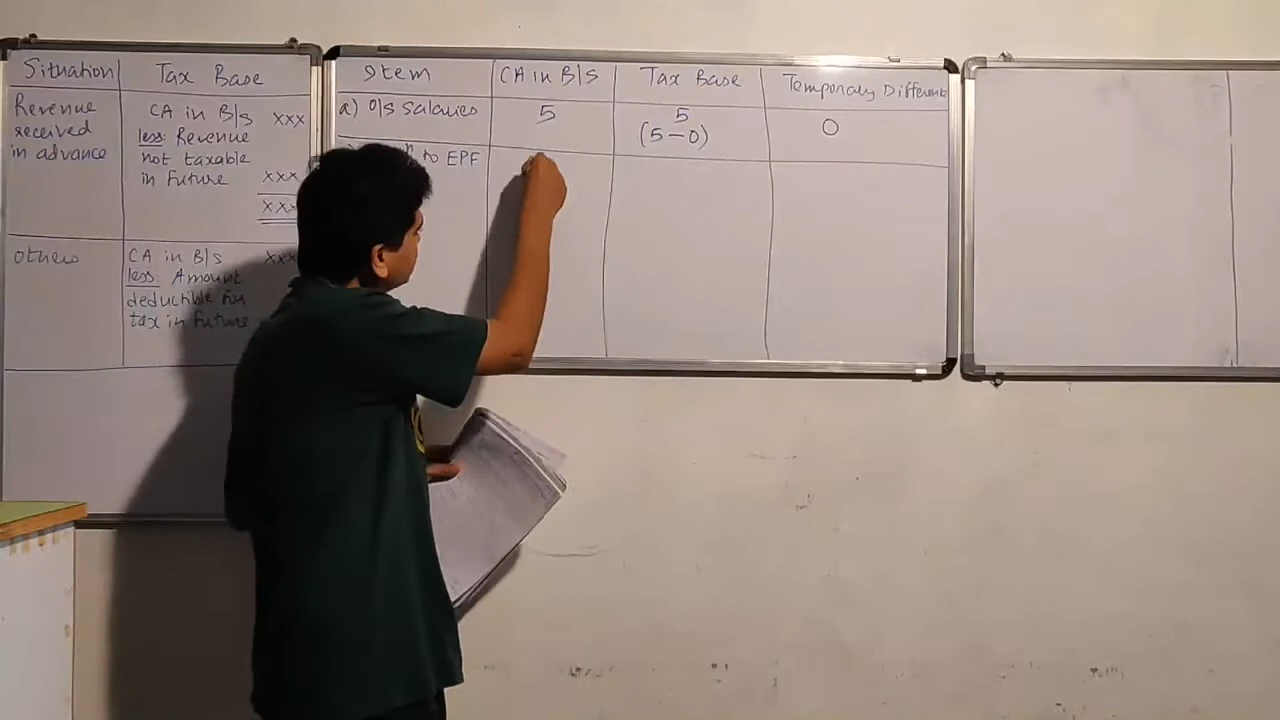 Situation
Tax Base
Revenue
received
in advance
CA in B/s
XXX
less: Revenue
not taxable
in Future
XXX
XXX
Others
CA in B/s
XXX
less: Amount
deductible for
tax in Future
Item
CA in B/s
Tax Base
Temporary Difference
a) O/s Salaries
5
5
(5-0)
0
to EPF